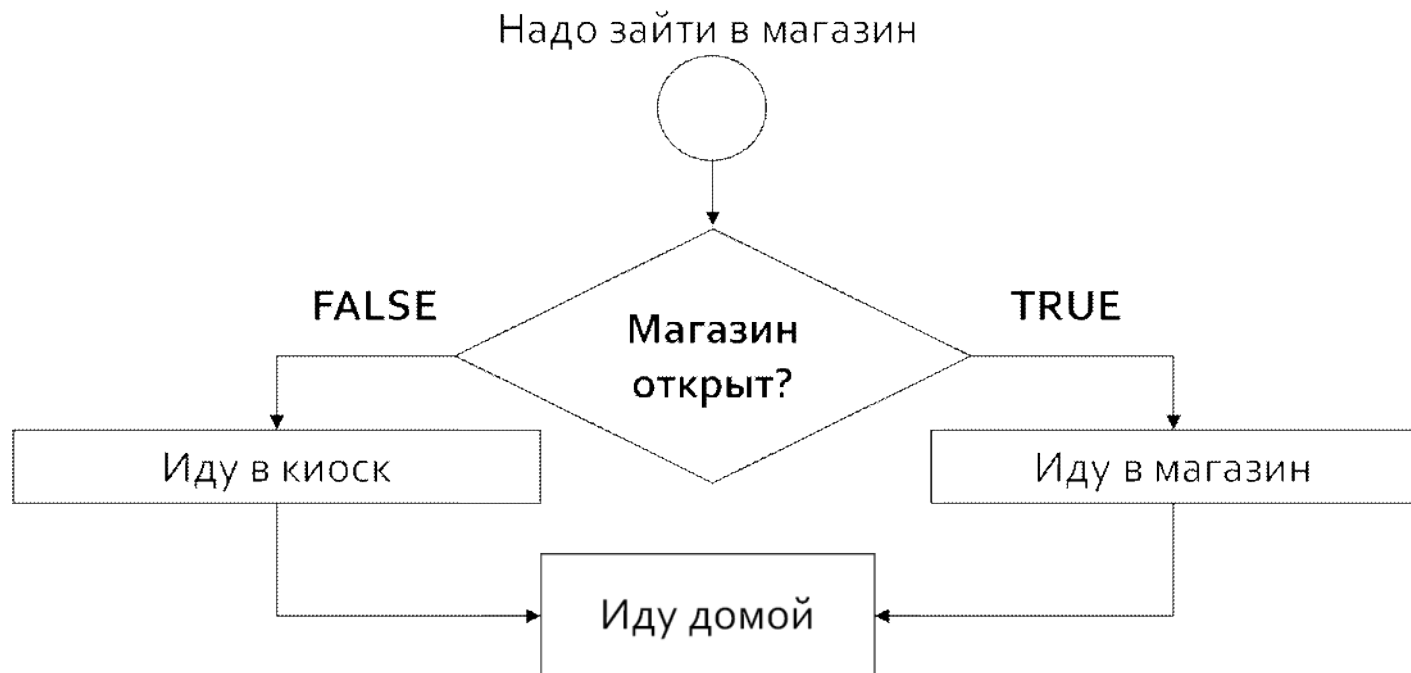 Надо зайти в магазин
FALSE
TRUE
Магазин
открыт?
Иду в киоск
Иду в магазин
Иду домой